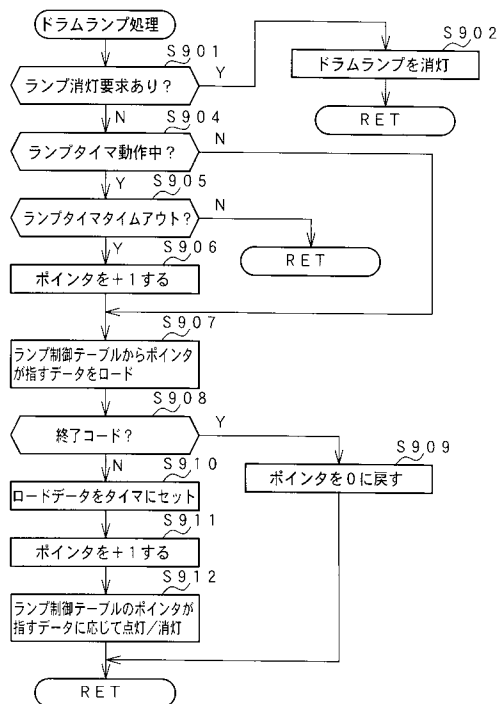 ドラムランプ処理
S901
ランプ消灯要求あり?
Y
S902
ドラムランプを消灯
RET
N
S904
ランプタイマ動作中?
N
Y
S905
ランプタイマタイムアウト?
N
RET
Y
S906
ポインタを+1する
S907
ランプ制御テーブルからポインタ
が指すデータをロード
S908
終了コード?
Y
S909
ポインタを0に戻す
N
S910
ロードデータをタイマにセット
S911
ポインタを+1する
S912
ランプ制御テーブルのポインタが
指すデータに応じて点灯/消灯
RET